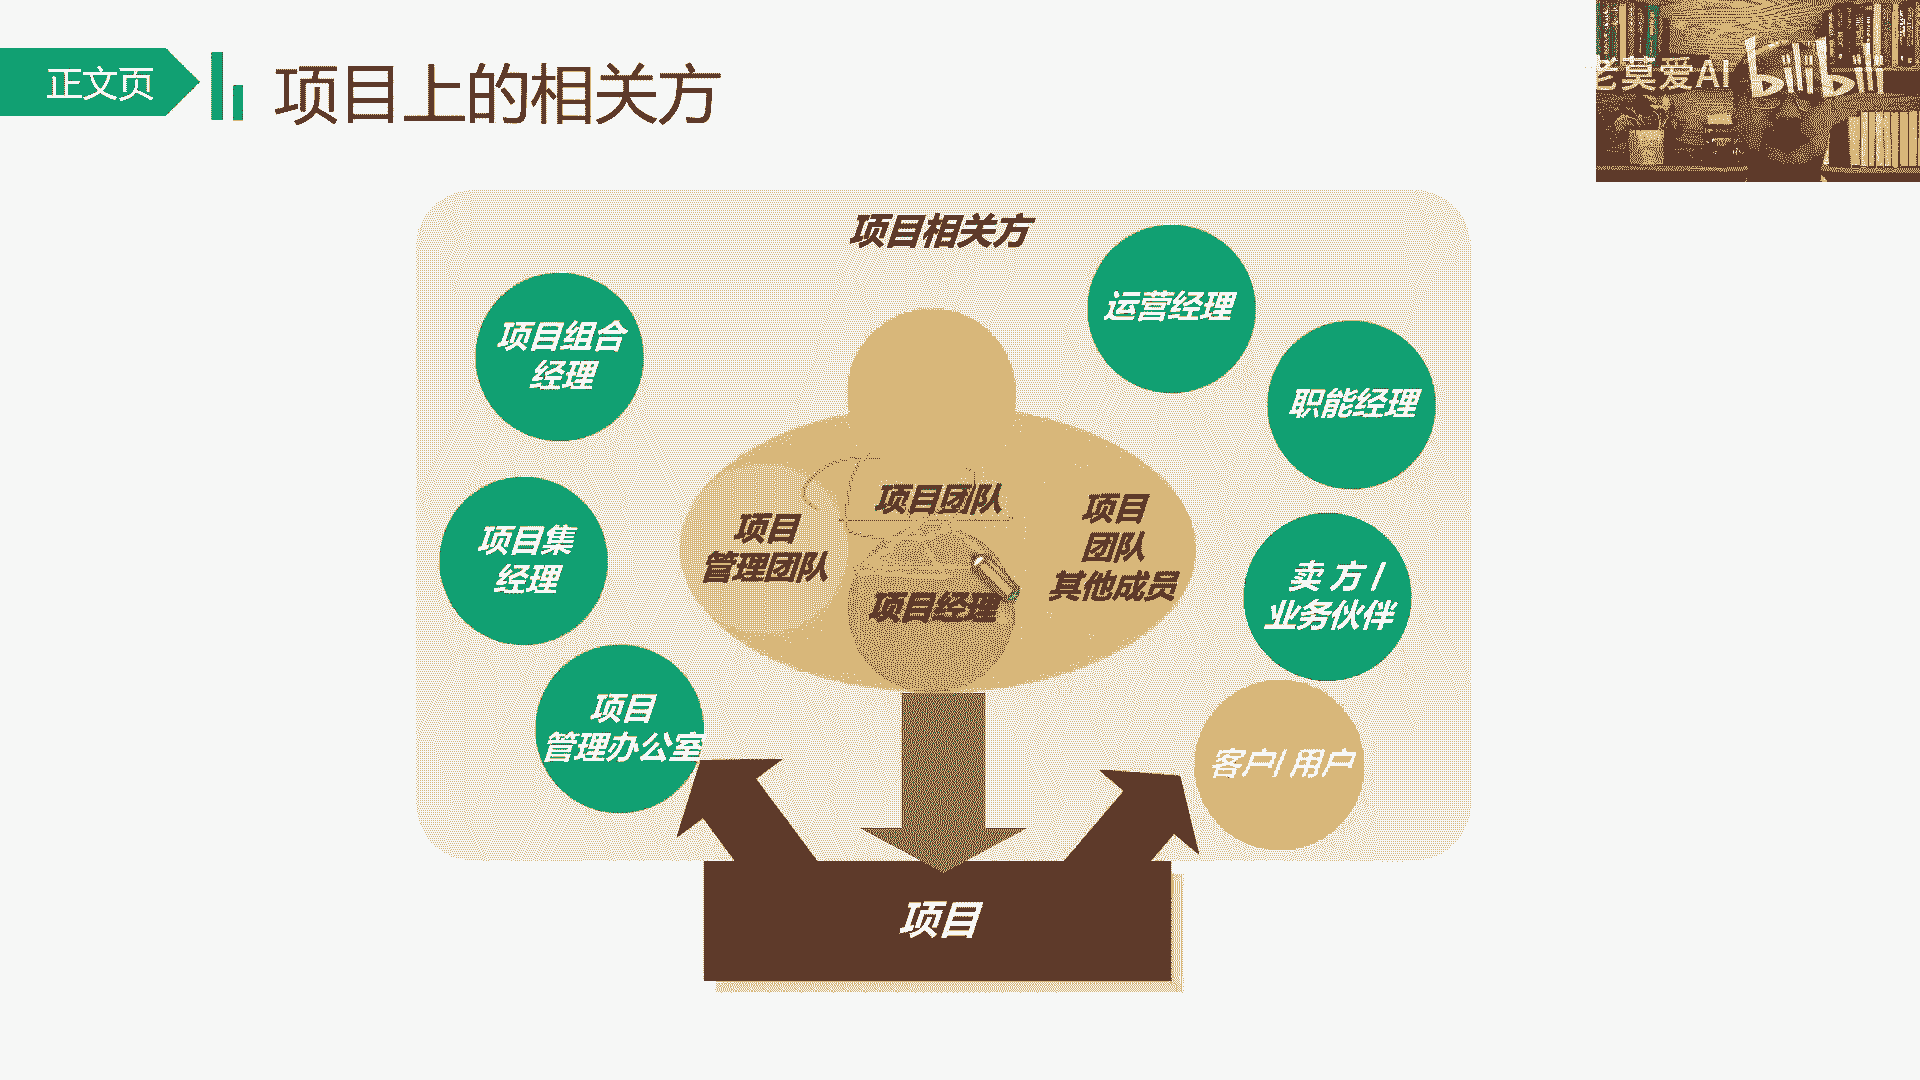 正文页
项目上的相关方
老莫爱AI
bilibili
项目相关方
运营经理
项目组合
经理
职能经理
项目团队
项目
管理团队
项目
团队
其他成员
项目集
经理
卖 方 /
业务伙伴
项目经理
项目
管理办公室
客户/ 用户
项目